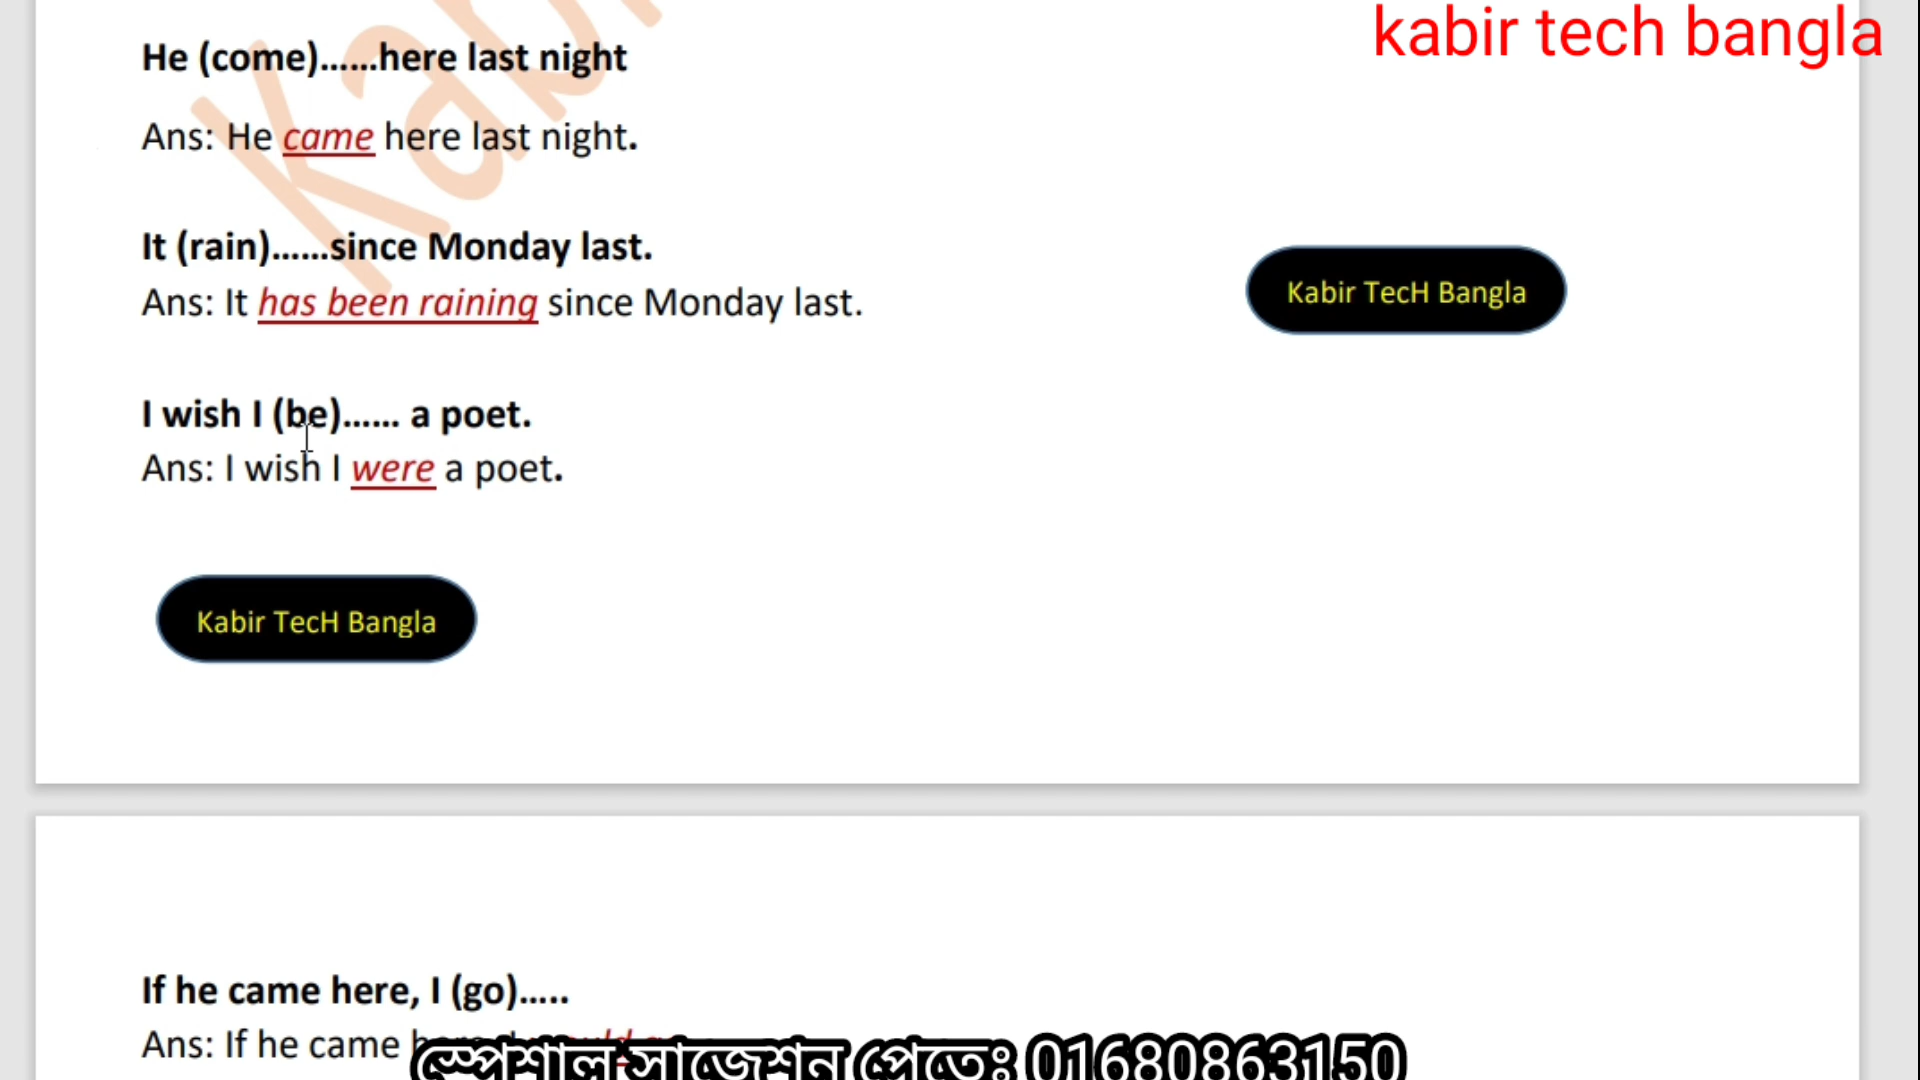 kabir tech bangla
He (come)......here last night
Ans: He came here last night.
It (rain)......since Monday last.
Ans: It has been raining since Monday last.
Kabir TecH Bangla
I wish I (be)...... a poet.
Ans: I wish I were a poet.
Kabir TecH Bangla
If he came here, I (go).....
Ans: If he came
স্পেশাল সাজেশন পেতেঃ 01680863150